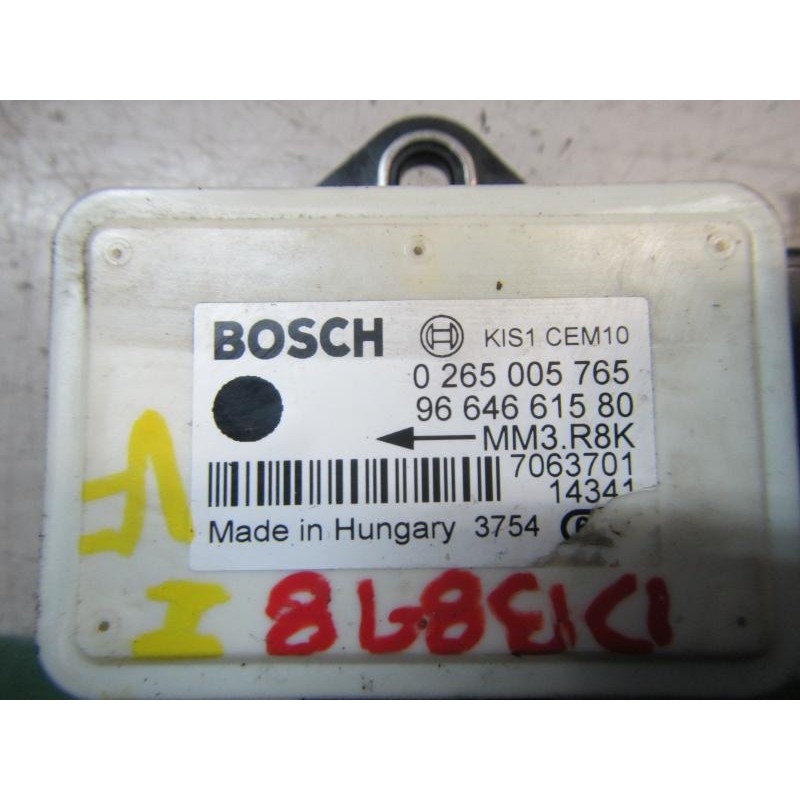 BOSCH KIS1 CEM10
0 265 005 765
96 646 615 80
MM3.R8K
7063701
14341
Made in Hungary 3754